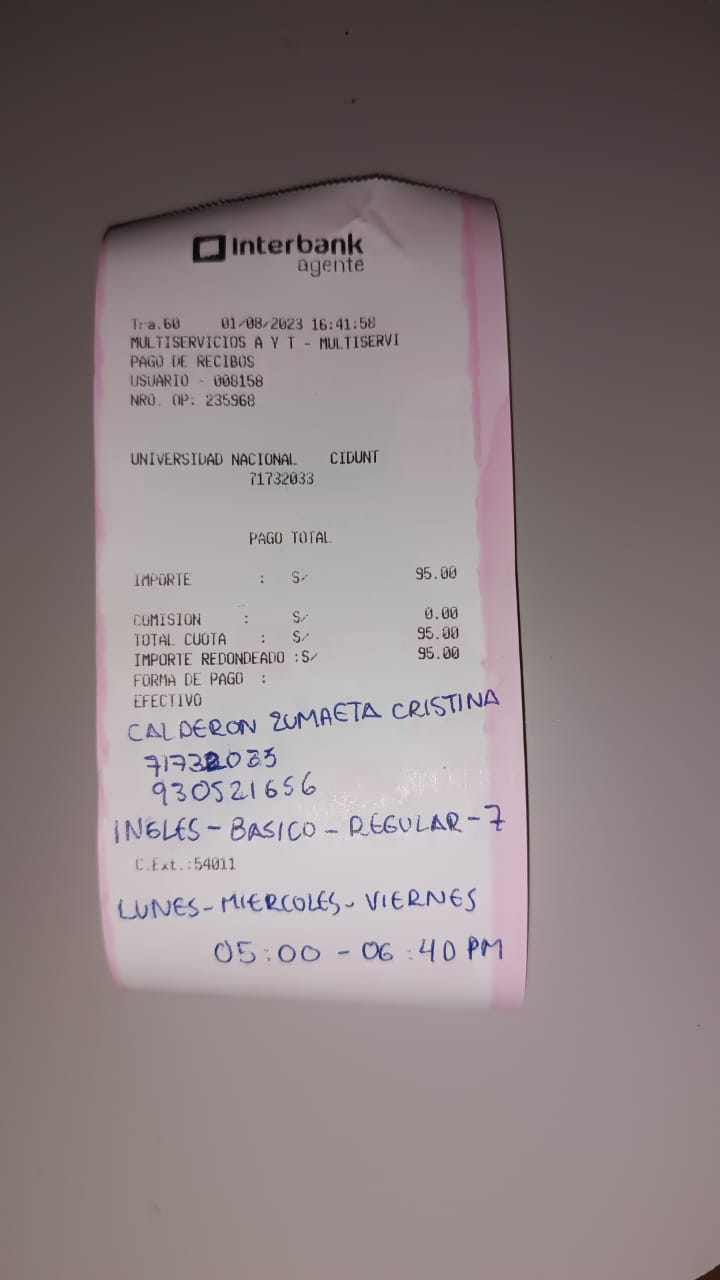 Interbank
agente
Tra.60 01/08/2023 16:41:58
MULTISERVICIOS A Y T - MULTISERVI
PAGO DE RECIBOS
USUARIO - 008158
NRO. OP: 235968
UNIVERSIDAD NACIONAL CIDUNT
71732033
PAGO TOTAL
IMPORTE : S/ 95.00
COMISION : S/ 0.00
TOTAL CUOTA : S/ 95.00
IMPORTE REDONDEADO :S/ 95.00
FORMA DE PAGO :
EFECTIVO
CALDERON ZUMAETA CRISTINA
71732033
930521656
INGLES - BASICO - REGULAR - 7
C.Ext.:54011
LUNES - MIERCOLES - VIERNES
05:00 - 06:40 PM